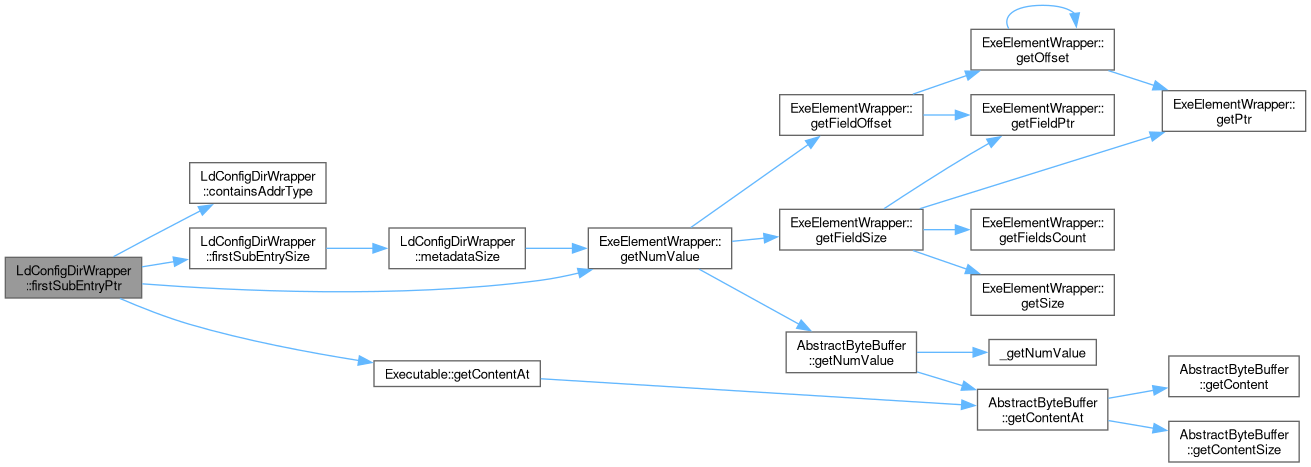 LdConfigDirWrapper
::firstSubEntryPtr
LdConfigDirWrapper
::containsAddrType
LdConfigDirWrapper
::firstSubEntrySize
LdConfigDirWrapper
::metadataSize
ExeElementWrapper::
getNumValue
Executable::getContentAt
ExeElementWrapper::
getFieldOffset
ExeElementWrapper::
getFieldSize
AbstractByteBuffer
::getNumValue
ExeElementWrapper::
getOffset
ExeElementWrapper::
getFieldPtr
ExeElementWrapper::
getFieldsCount
ExeElementWrapper::
getSize
_getNumValue
AbstractByteBuffer
::getContentAt
ExeElementWrapper::
getPtr
AbstractByteBuffer
::getContent
AbstractByteBuffer
::getContentSize